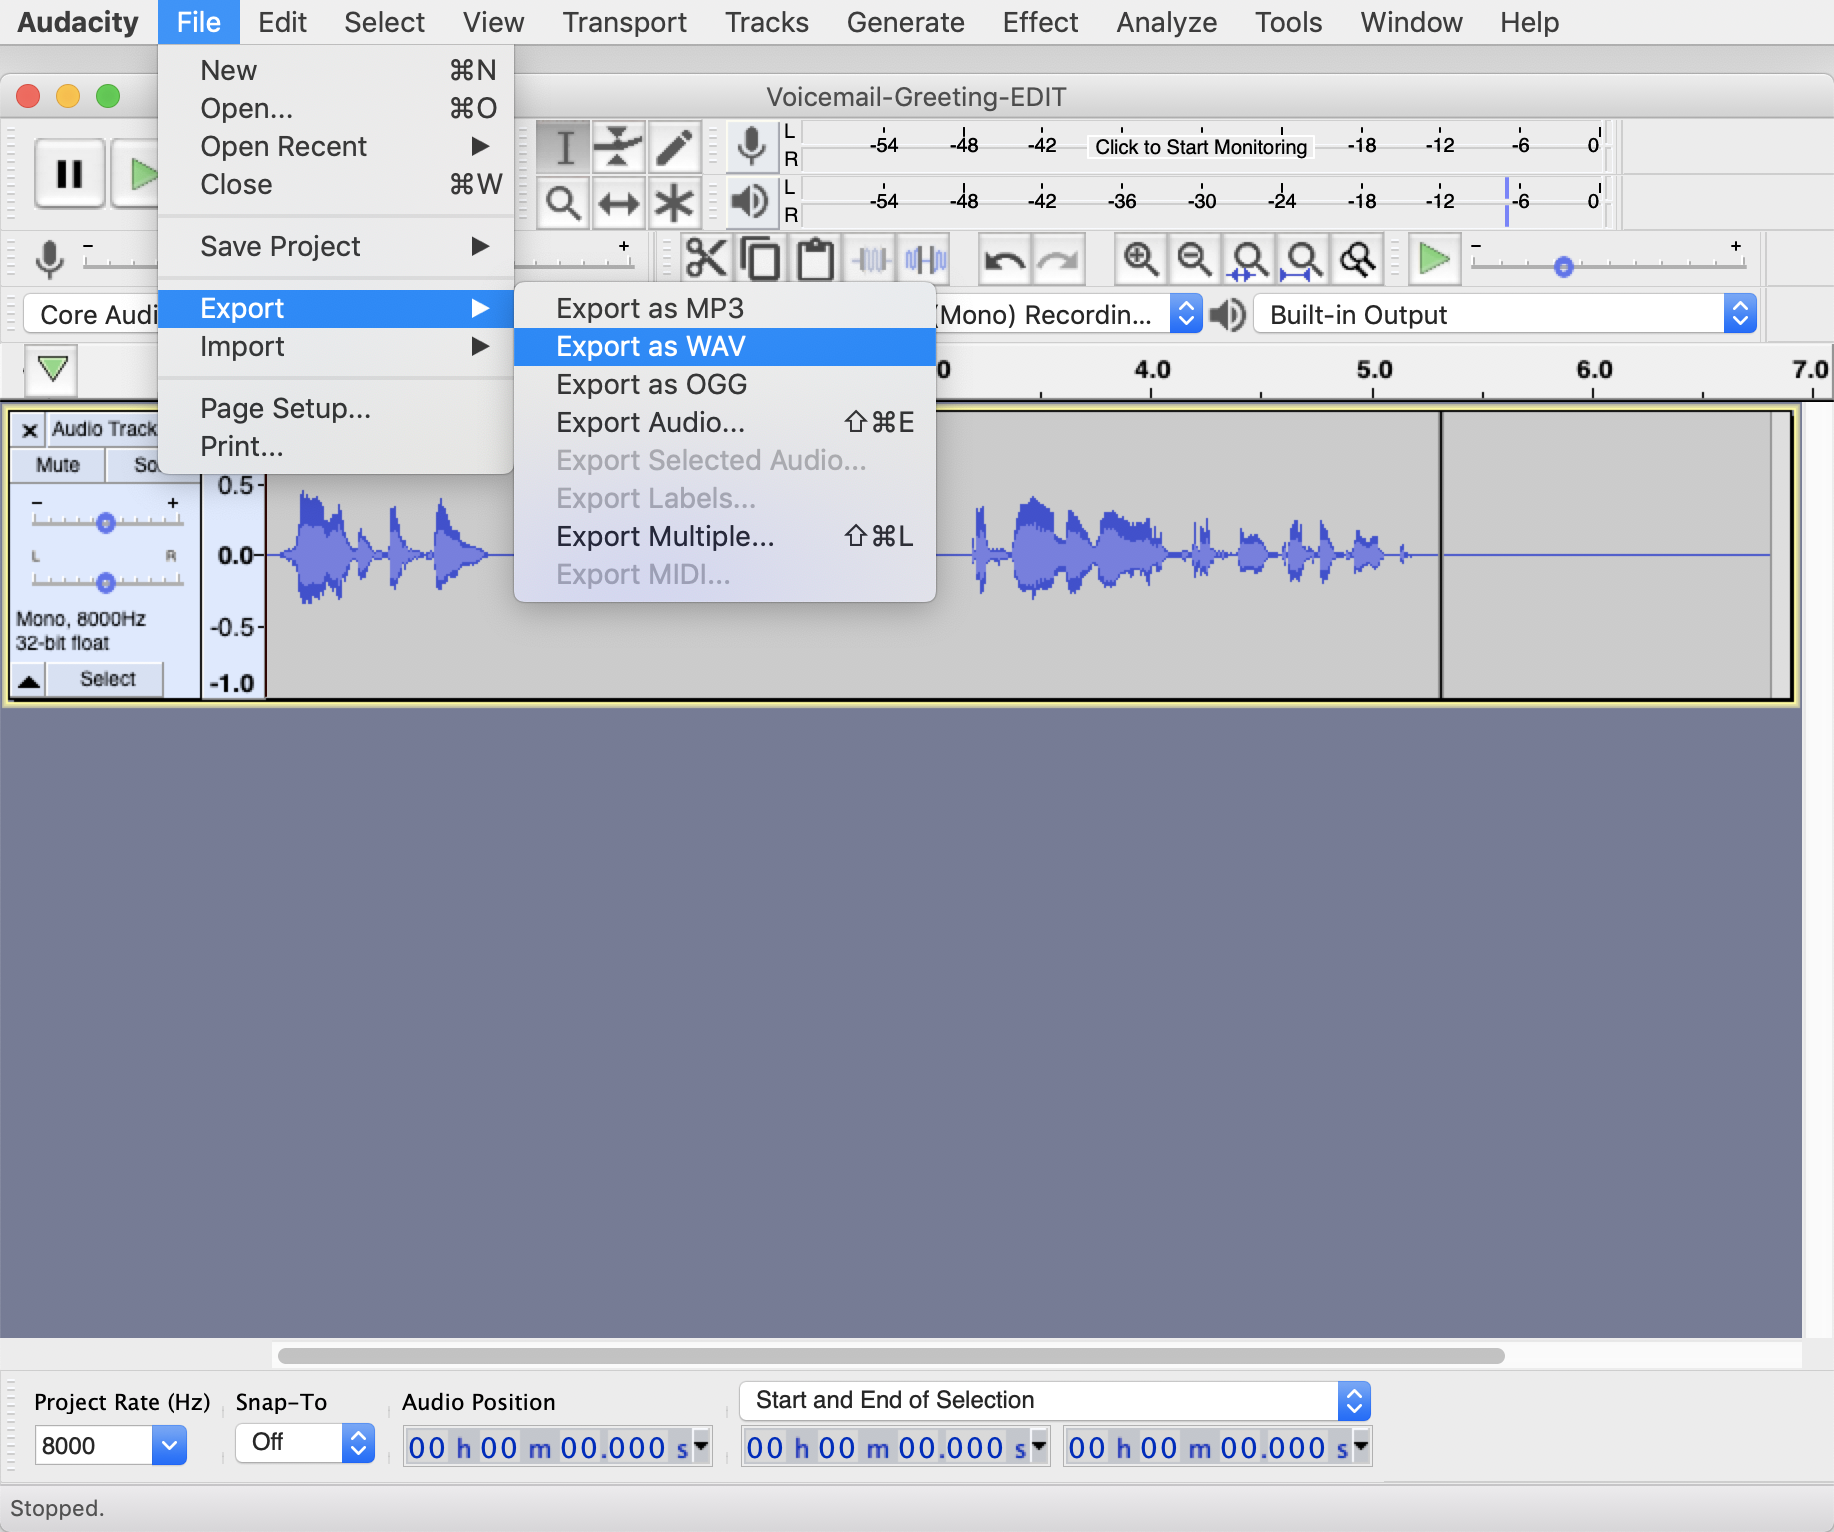 Audacity File Edit Select View Transport Tracks Generate Effect Analyze Tools Window Help
Voicemail-Greeting-EDIT
New ⌘N
Open... ⌘O
Open Recent
Close ⌘W
Save Project
Export
Import
Page Setup...
Print...
Export as MP3
Export as WAV
Export as OGG
Export Audio... ⇧⌘E
Export Selected Audio...
Export Labels...
Export Multiple... ⇧⌘L
Export MIDI...
L
R
-54 -48 -42 Click to Start Monitoring -18 -12 -6 0
L
R
-54 -48 -42 -36 -30 -24 -18 -12 -6 0
- +
- +
Core Audi
(Mono) Recordin...
Built-in Output
0 4.0 5.0 6.0 7.0
x Audio Track
Mute So
- +
L R
Mono, 8000Hz
32-bit float
Select
0.5
0.0
-0.5
-1.0
Project Rate (Hz) Snap-To Audio Position Start and End of Selection
8000 Off 00 h 00 m 00.000 s 00 h 00 m 00.000 s 00 h 00 m 00.000 s
Stopped.